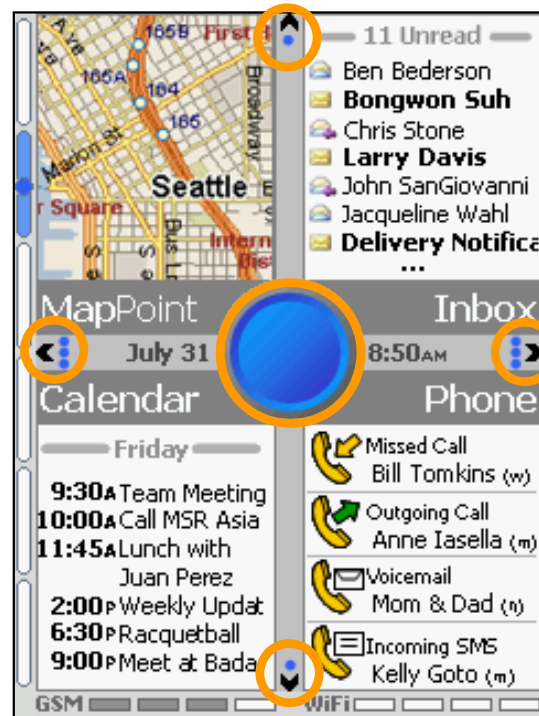 165B First
165A
164
165
Broadway
Marion St
Seattle
r Square
Bus
Intern
Dis
11 Unread
Ben Bederson
Bongwon Suh
Chris Stone
Larry Davis
John SanGiovanni
Jacqueline Wahl
Delivery Notifica
...
MapPoint
Inbox
July 31
8:50AM
Calendar
Phone
Friday
9:30A Team Meeting
10:00A Call MSR Asia
11:45A Lunch with
Juan Perez
2:00P Weekly Updat
6:30P Racquetball
9:00P Meet at Bada
Missed Call
Bill Tomkins (w)
Outgoing Call
Anne Iasella (m)
Voicemail
Mom & Dad (h)
Incoming SMS
Kelly Goto (m)
GSM
WiFi